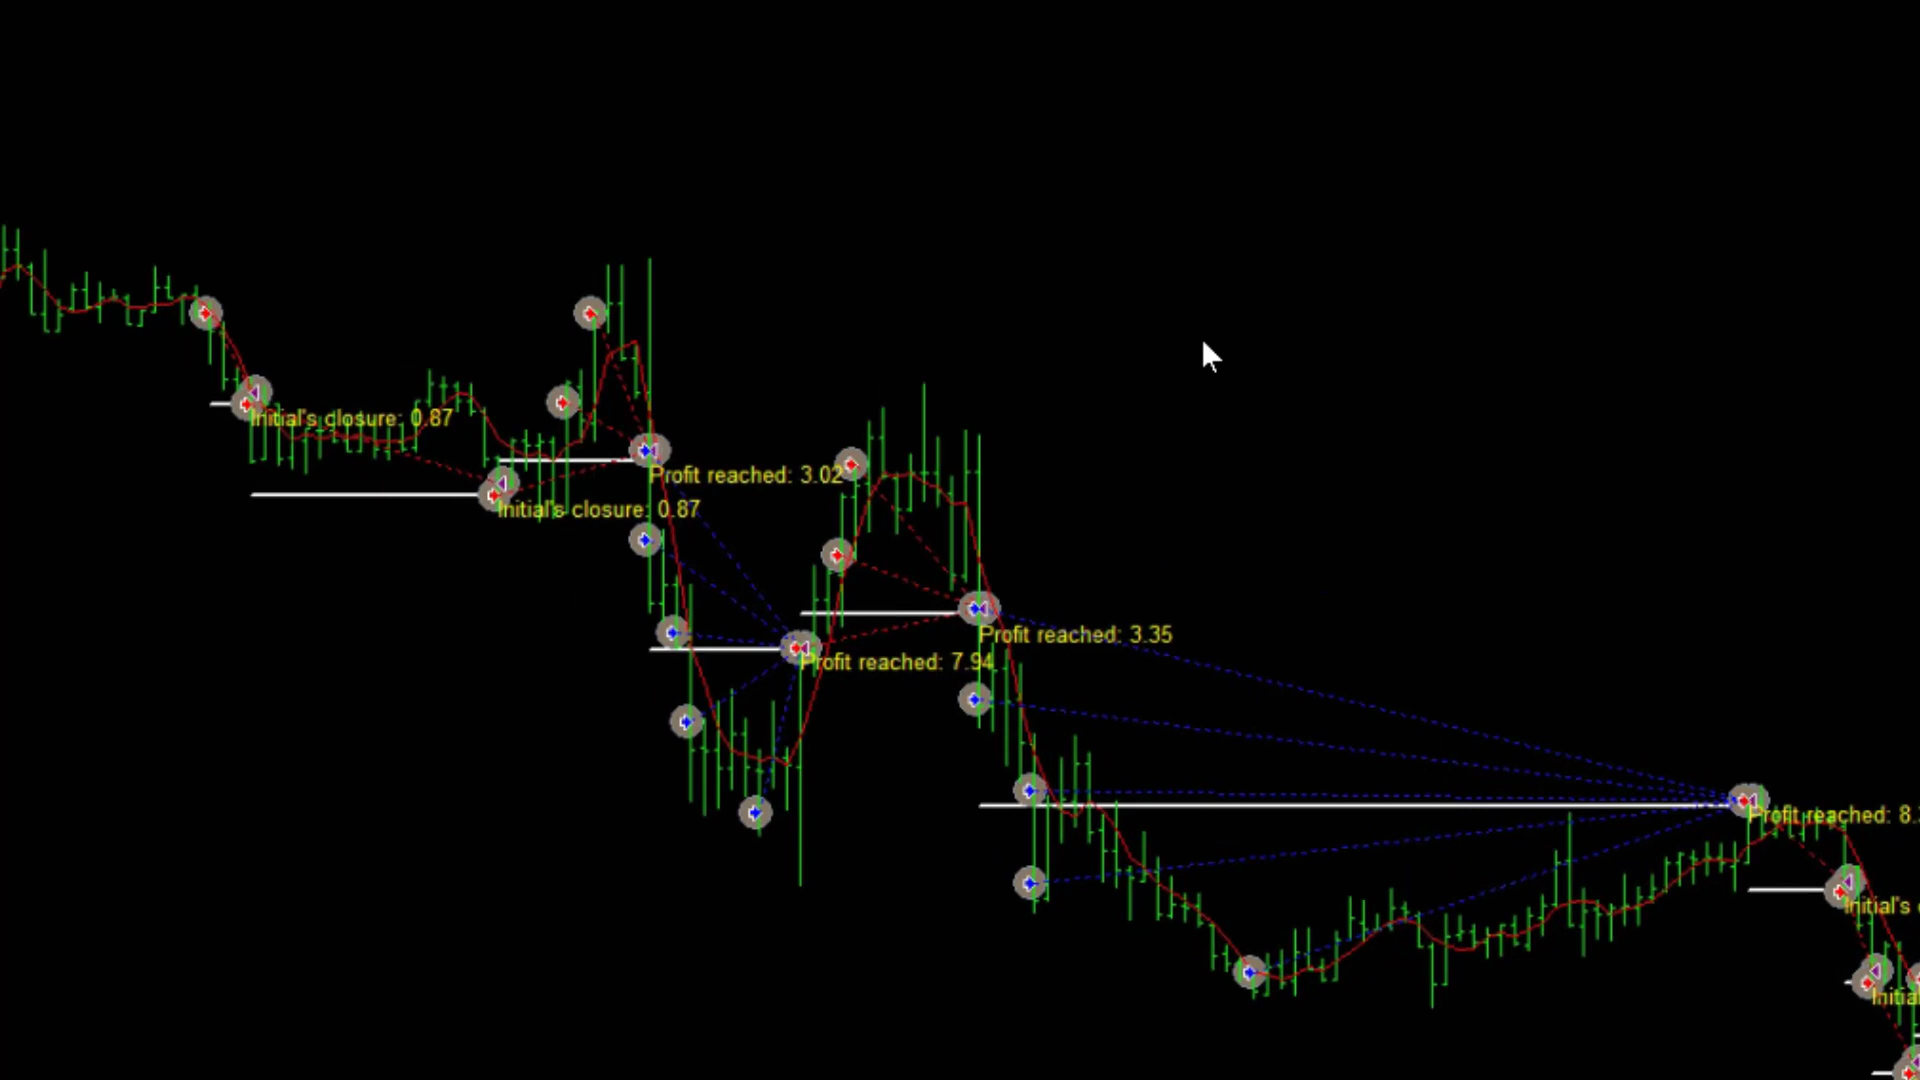 Initial's closure: 0.87
Profit reached: 3.02
Initial's closure: 0.87
Profit reached: 3.35
Profit reached: 7.94
Profit reached: 8.
Initial's